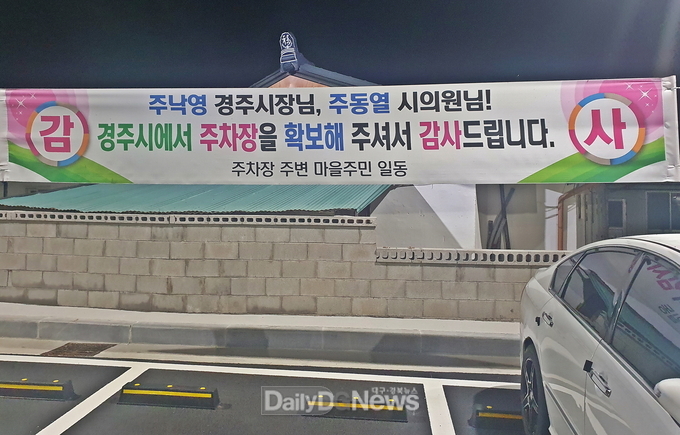 감
주낙영 경주시장님, 주동열 시의원님!
경주시에서 주차장을 확보해 주셔서 감사드립니다.
주차장 주변 마을주민 일동
사
대구·경북뉴스
DailyDGNews